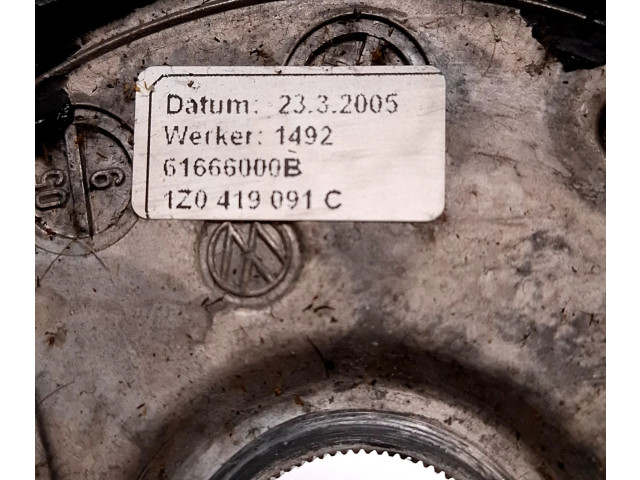 Datum: 23.3.2005
Werker: 1492
61666000B
1Z0 419 091 C